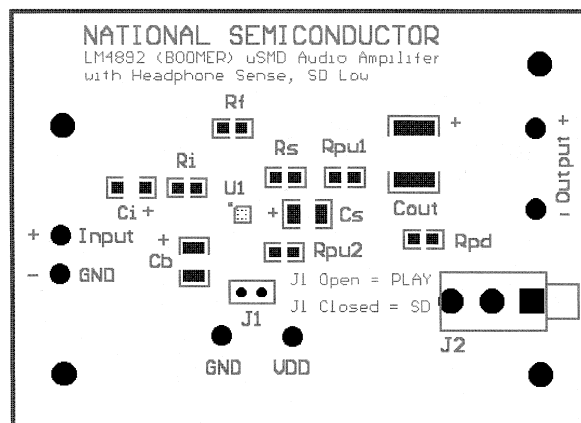 NATIONAL SEMICONDUCTOR
LM4892 (BOOMER) uSMD Audio Ampilifer
with Headphone Sense, SD Low
Rf
+
Rs
Rpu1
Ri
U1
Ci +
+
Cs
Cout
Output +
-
+ Input
+
Cb
Rpu2
Rpd
- GND
J1 Open = PLAY
J1 Closed = SD
J1
J2
GND
VDD